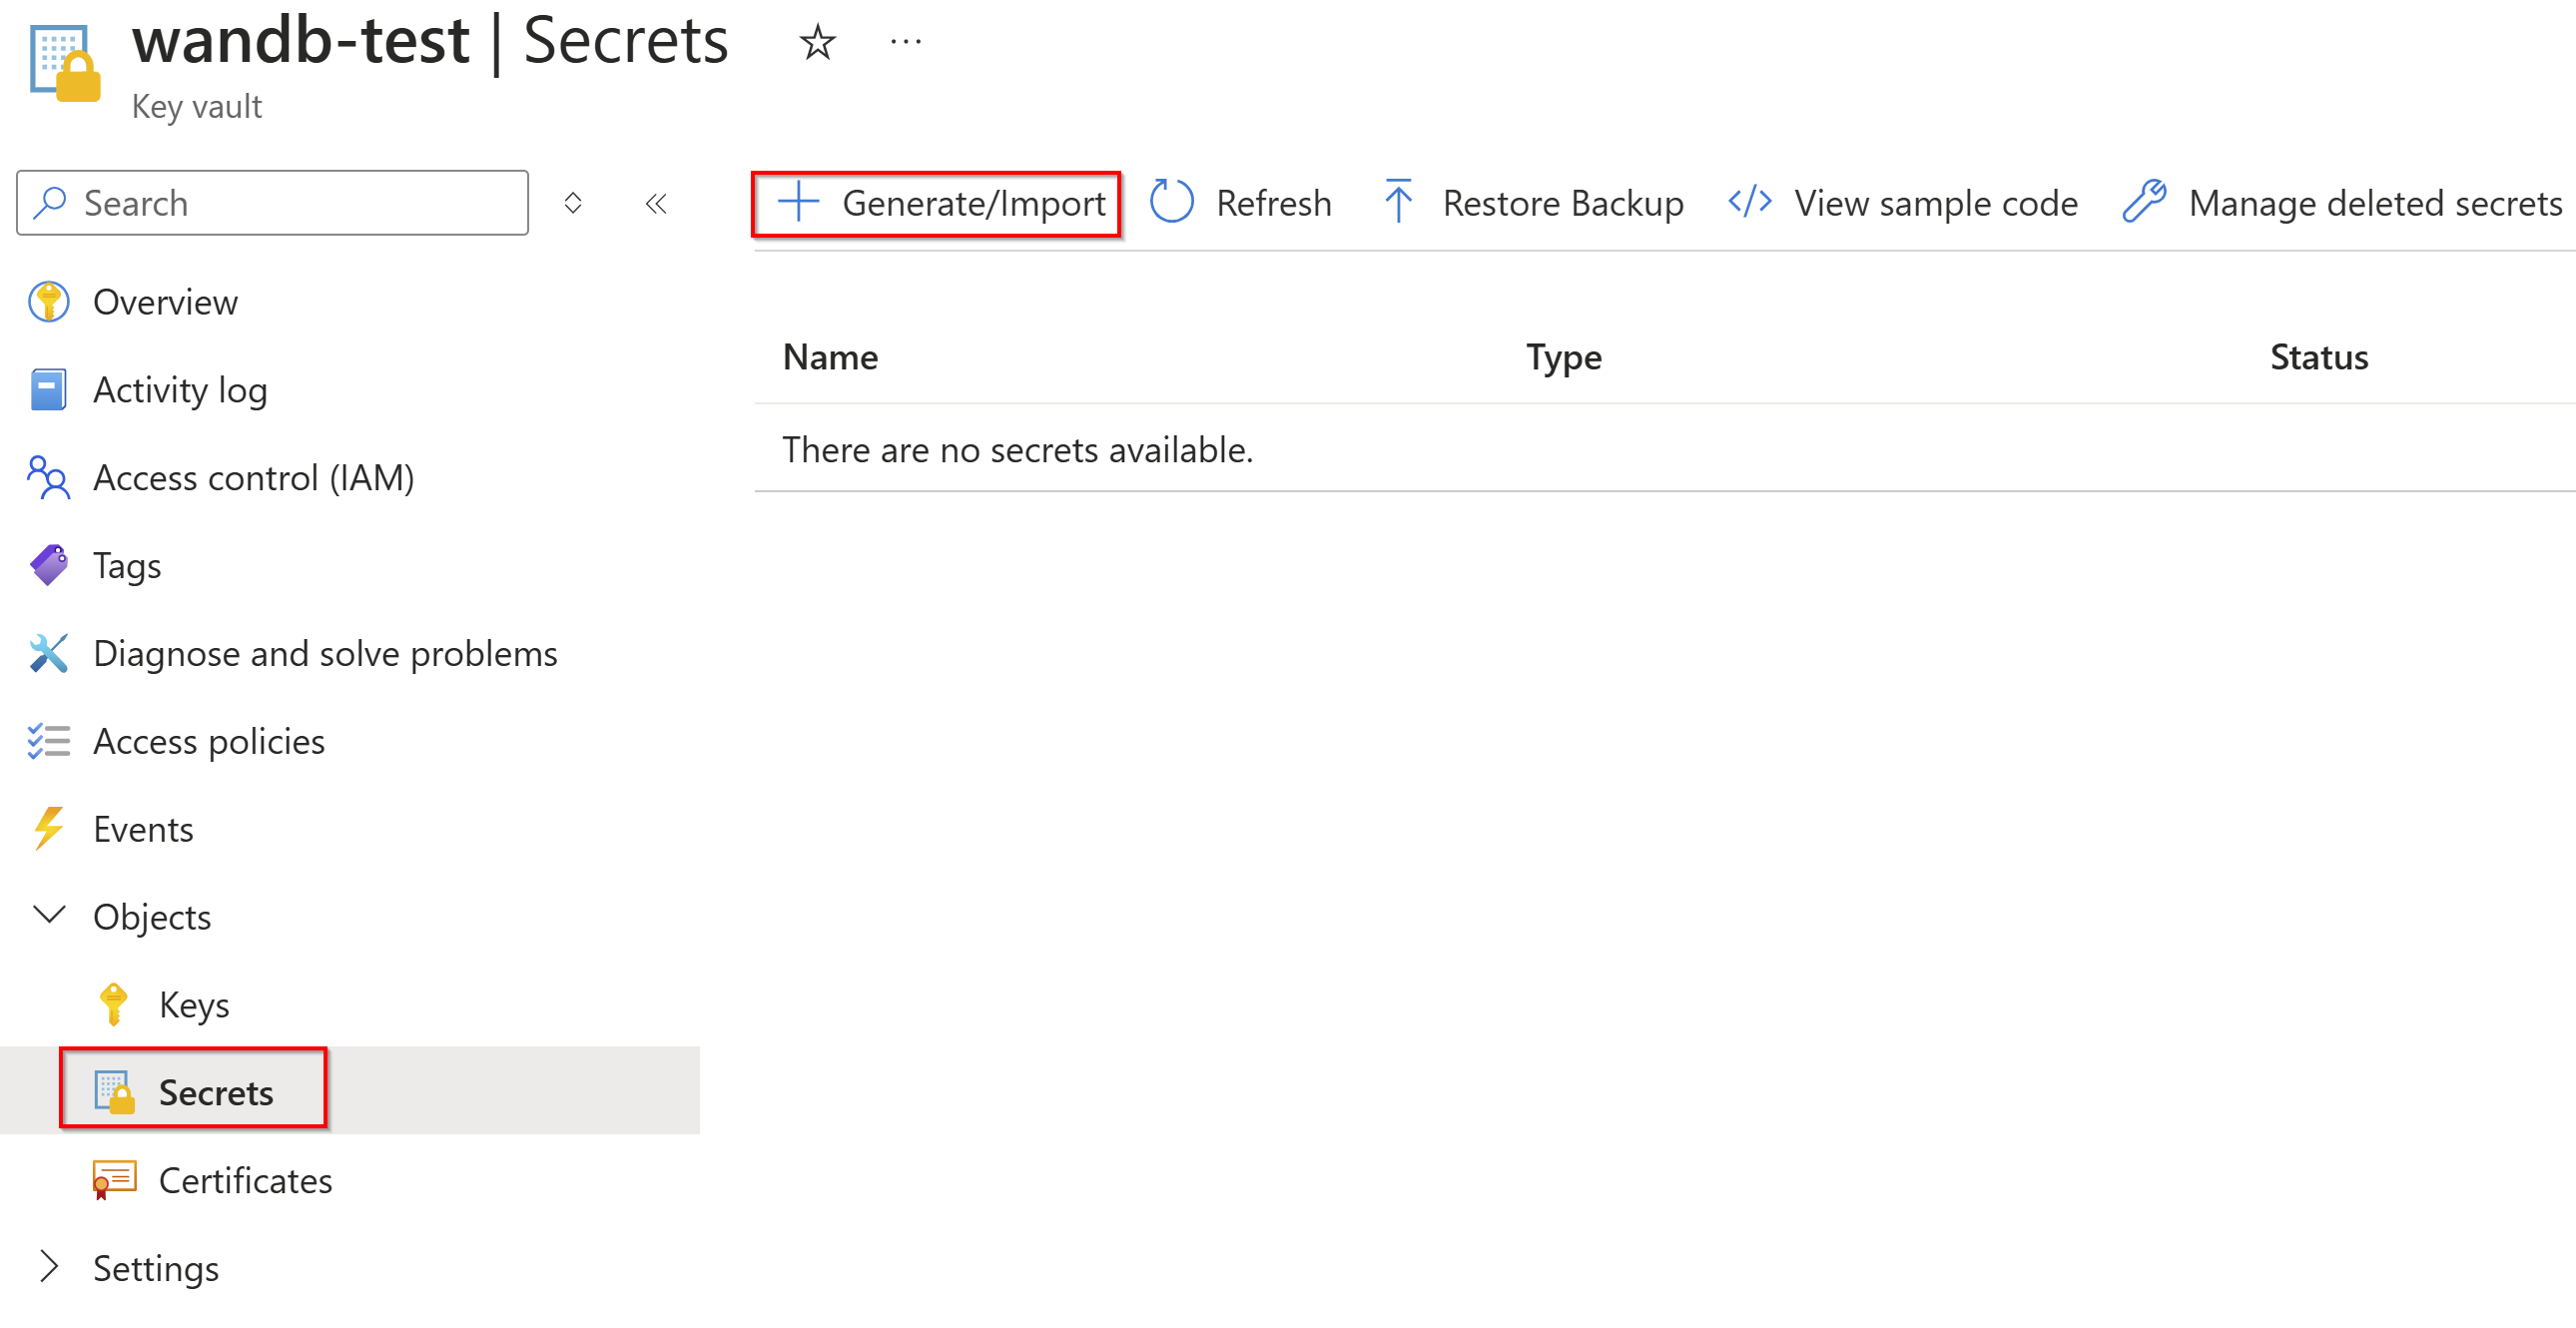 wandb-test | Secrets
Key vault
Search
Generate/Import Refresh Restore Backup View sample code Manage deleted secrets
Overview
Activity log
Access control (IAM)
Tags
Diagnose and solve problems
Access policies
Events
Objects
Keys
Secrets
Certificates
Settings
Name Type Status
There are no secrets available.